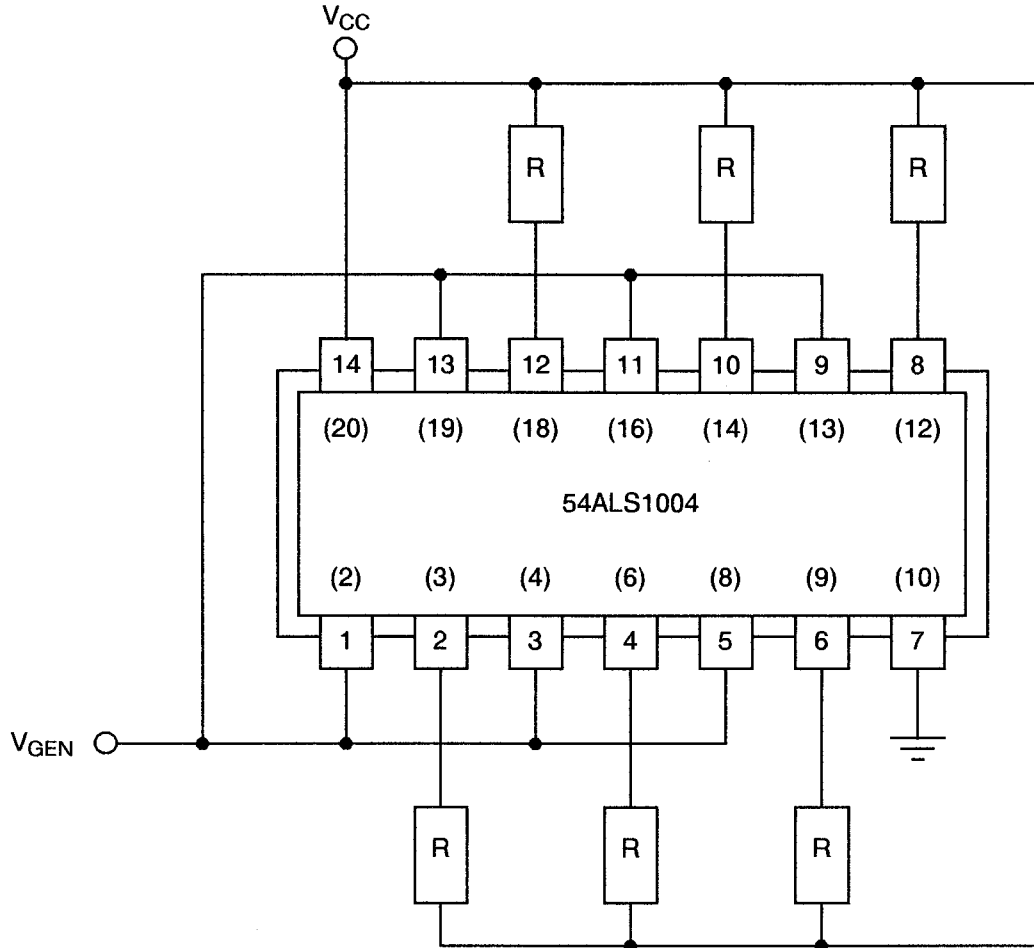 VCC
R R R
14 13 12 11 10 9 8
(20) (19) (18) (16) (14) (13) (12)
54ALS1004
(2) (3) (4) (6) (8) (9) (10)
1 2 3 4 5 6 7
VGEN
R R R